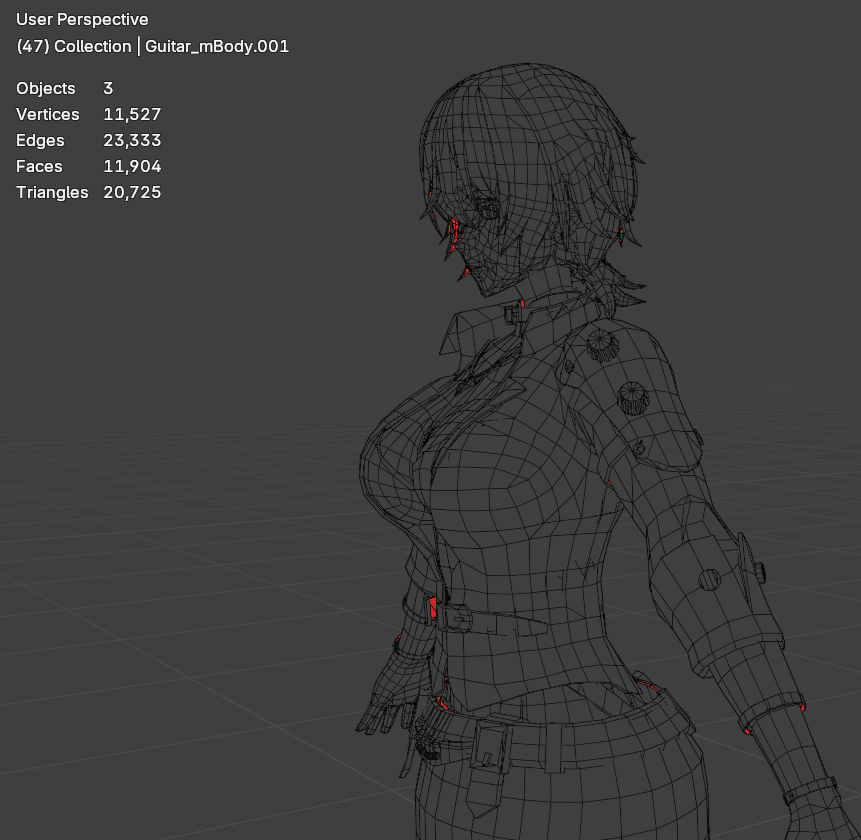 User Perspective
(47) Collection | Guitar_mBody.001
Objects 3
Vertices 11,527
Edges 23,333
Faces 11,904
Triangles 20,725